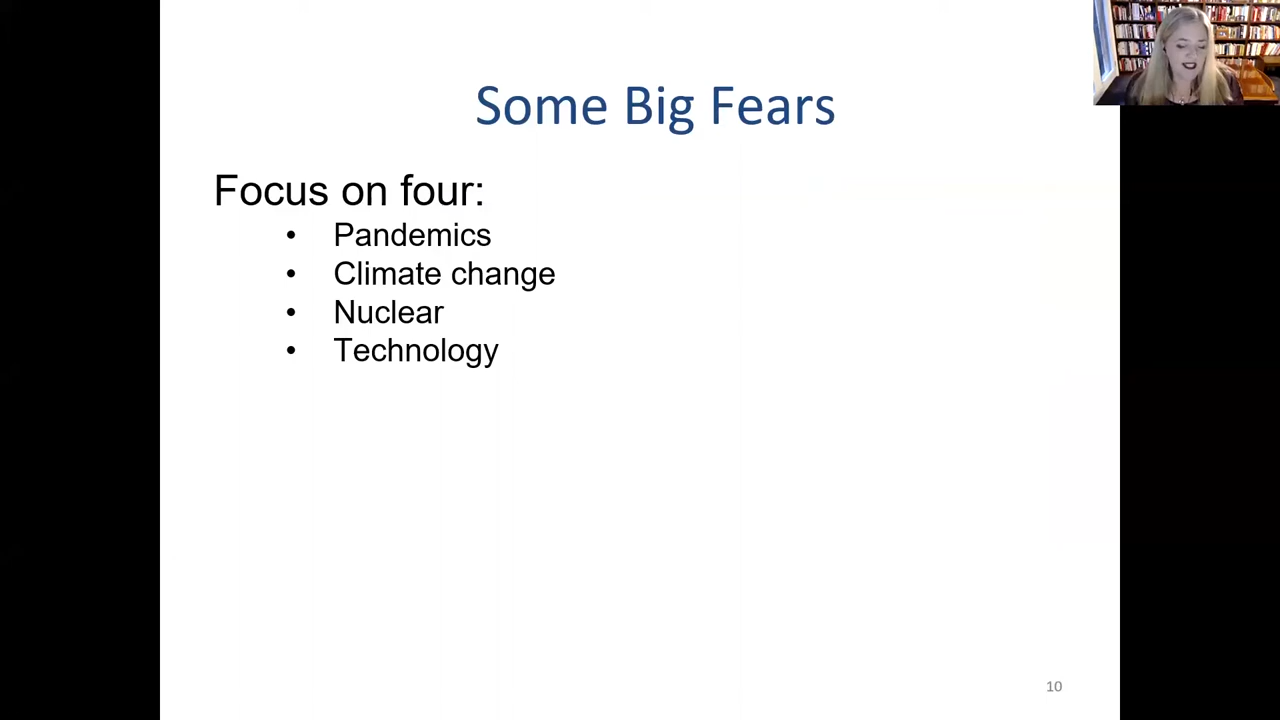 Some Big Fears
Focus on four:
• Pandemics
• Climate change
• Nuclear
• Technology
10